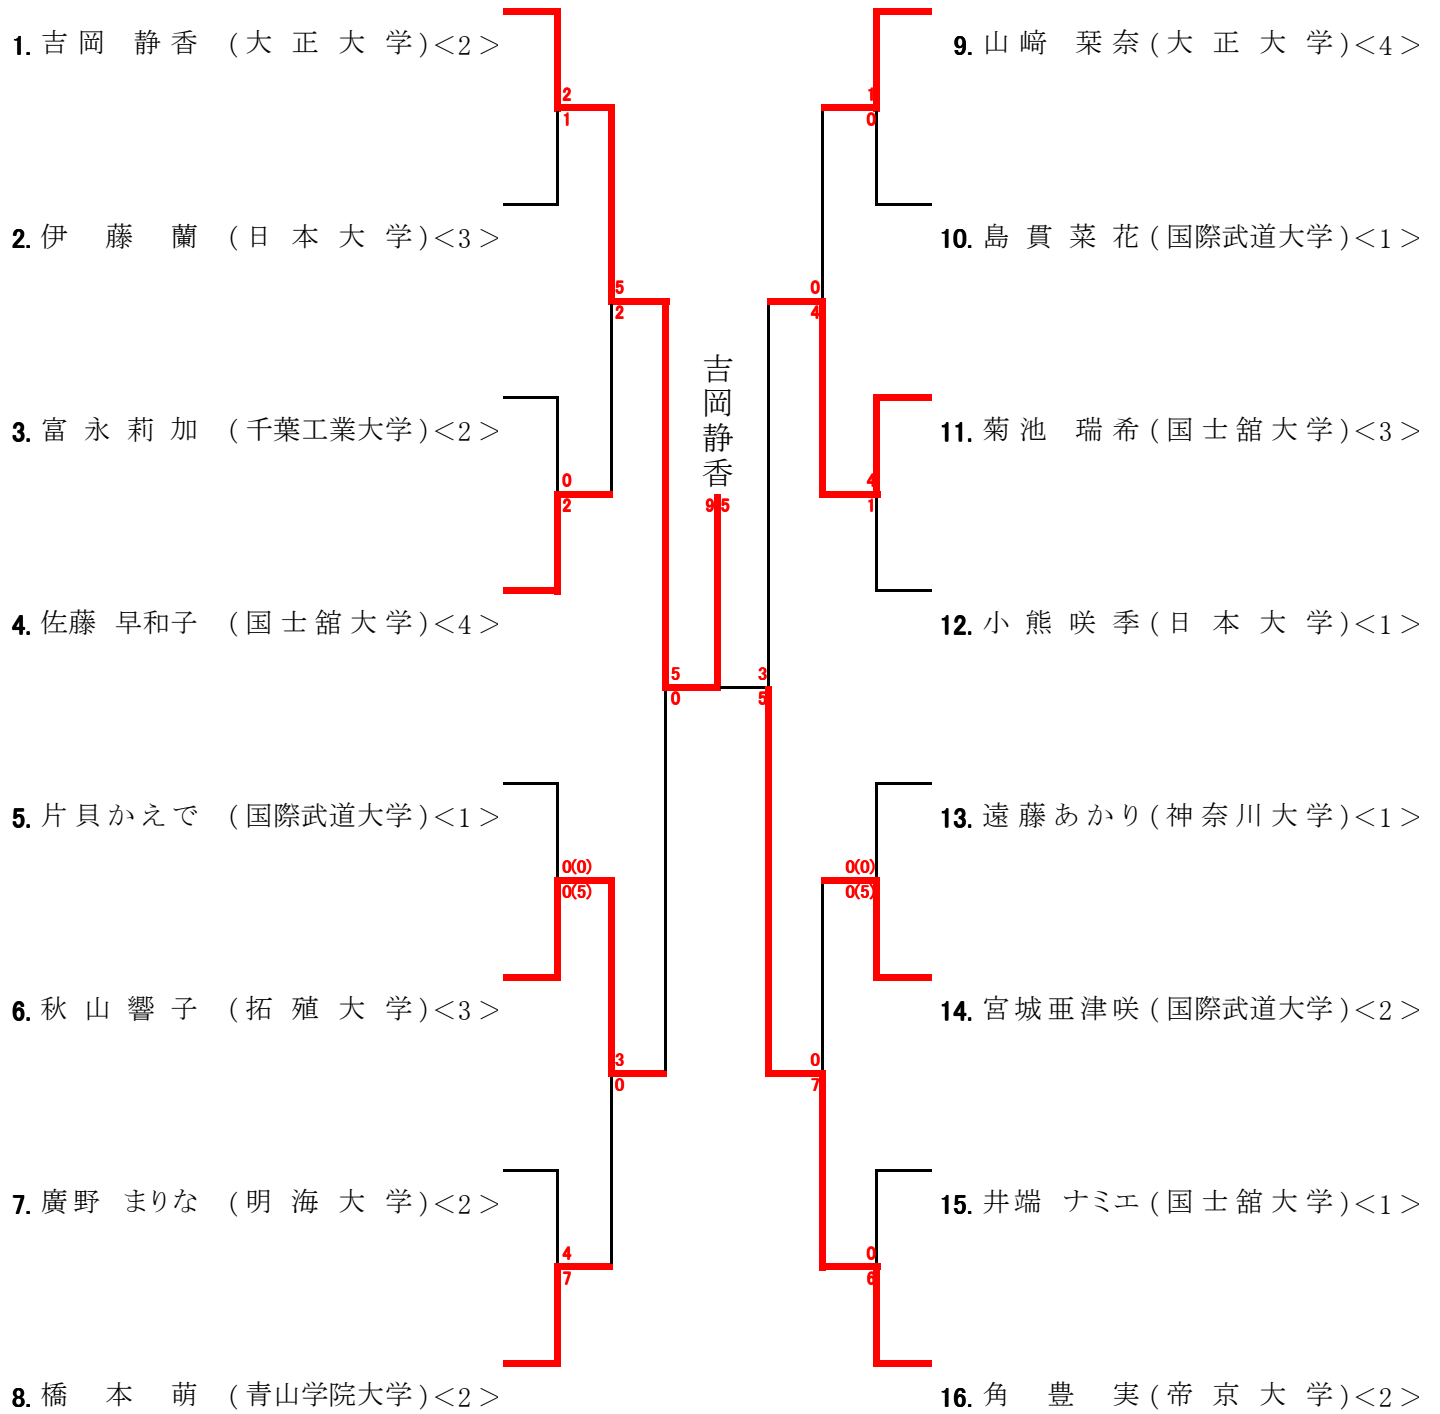 1. 吉岡 静香 (大正大学)<2>
2
1
2. 伊藤蘭 (日本大学)<3>
5
2
3. 富永莉加 (千葉工業大学)<2>
0
2
4. 佐藤 早和子 (国士舘大学)<4>
5
0
5. 片貝かえで (国際武道大学)<1>
0(0)
0(5)
6. 秋山響子 (拓殖大学)<3>
3
0
7. 廣野 まりな (明海大学)<2>
4
7
8. 橋本萌 (青山学院大学)<2>
吉岡静香
9 5
9. 山﨑 栞奈(大正大学)<4>
1
0
10. 島貫菜花(国際武道大学)<1>
0
4
11. 菊池 瑞希(国士舘大学)<3>
4
1
12. 小熊咲季(日本大学)<1>
3
5
13. 遠藤あかり(神奈川大学)<1>
0(0)
0(5)
14. 宮城亜津咲(国際武道大学)<2>
0
7
15. 井端 ナミエ(国士舘大学)<1>
0
6
16. 角豊実(帝京大学)<2>